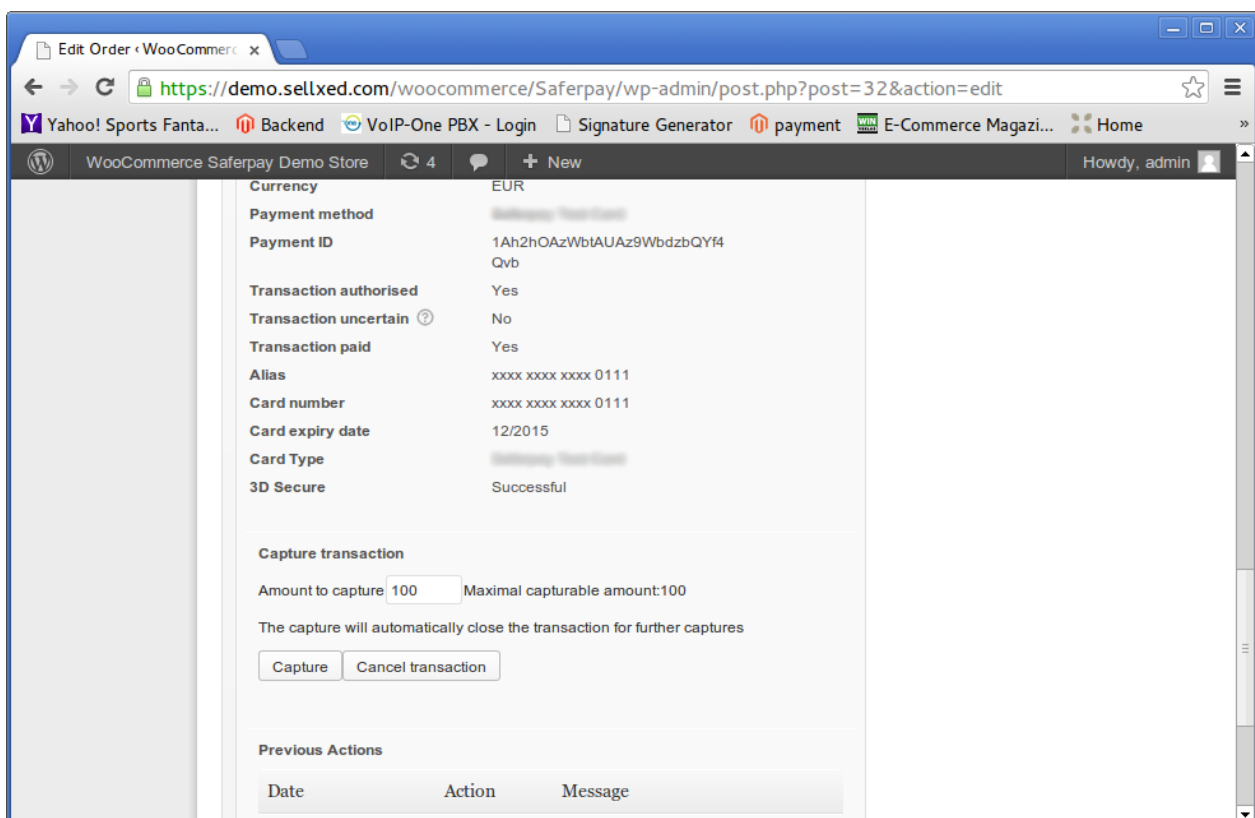 Edit Order ‹ WooCommerc
https://demo.sellxed.com/woocommerce/Saferpay/wp-admin/post.php?post=32&action=edit
Yahoo! Sports Fanta... Backend VoIP-One PBX - Login Signature Generator payment E-Commerce Magazi... Home »
WooCommerce Saferpay Demo Store 4 + New Howdy, admin
Currency EUR
Payment method
Payment ID 1Ah2hOAzWbtAUAz9WbdzbQYf4
Qvb
Transaction authorised Yes
Transaction uncertain ? No
Transaction paid Yes
Alias xxxx xxxx xxxx 0111
Card number xxxx xxxx xxxx 0111
Card expiry date 12/2015
Card Type
3D Secure Successful
Capture transaction
Amount to capture 100 Maximal capturable amount:100
The capture will automatically close the transaction for further captures
Capture Cancel transaction
Previous Actions
Date Action Message